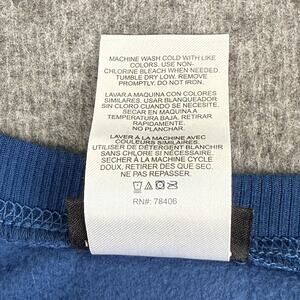 MACHINE WASH COLD WITH LIKE
COLORS. USE NON-
CHLORINE BLEACH WHEN NEEDED.
TUMBLE DRY LOW, REMOVE
PROMPTLY. DO NOT IRON.
LAVAR A MAQUINA CON COLORES
SIMILARES. USAR BLANQUEADOR
SIN CLORO CUANDO SE NECESITE.
SECAR EN MAQUINA A
TEMPERATURA BAJA. RETIRAR
RAPIDAMENTE.
NO PLANCHAR.
LAVER À LA MACHINE AVEC
COULEURS SIMILAIRES.
UTILISER DE DÉTERGENT BLANCHIR
SANS CHLORE SI NÉCESSAIRE.
SÉCHER À LA MACHINE CYCLE
DOUX. RETIRER DES QUE SEC.
NE PAS REPASSER.
RN#: 78406